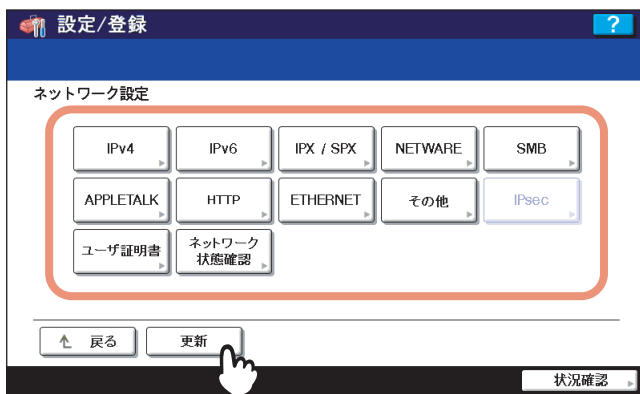 設定/登録
?
ネットワーク設定
IPv4
IPv6
IPX / SPX
NETWARE
SMB
APPLETALK
HTTP
ETHERNET
その他
IPsec
ユーザ証明書
ネットワーク
状態確認
戻る
更新
状況確認